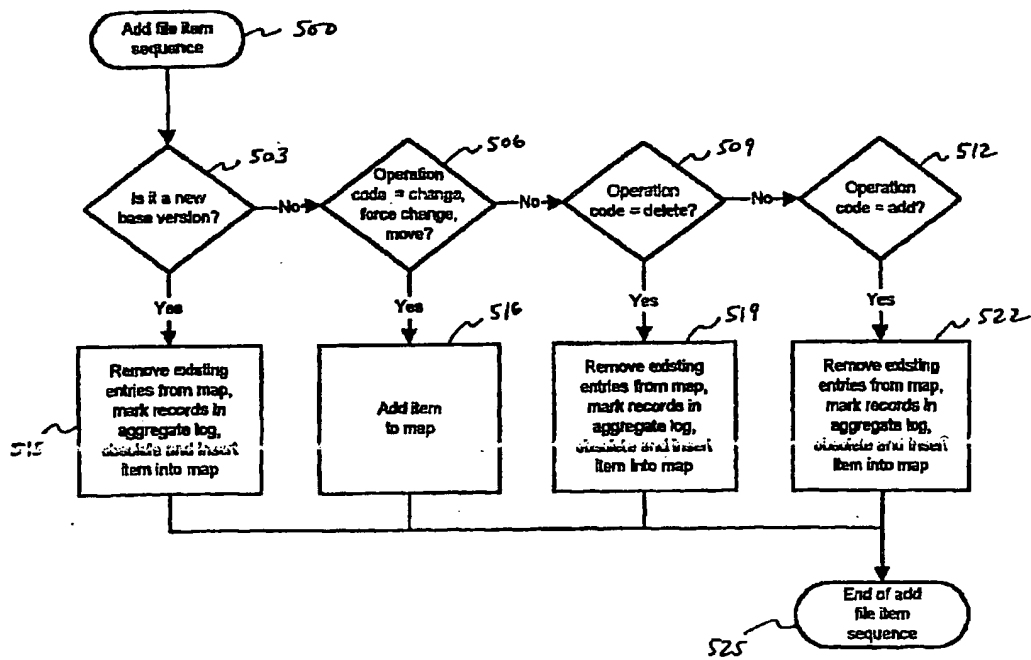 Add file item
sequence
500
503
506
509
512
Is it a new
base version?
No
Operation
code = change,
force change,
move?
No
Operation
code = delete?
No
Operation
code = add?
Yes
Yes
Yes
Yes
515
Remove existing
entries from map,
mark records in
aggregate log,
obsolete and insert
item into map
516
Add item
to map
519
Remove existing
entries from map,
mark records in
aggregate log,
obsolete and insert
item into map
522
Remove existing
entries from map,
mark records in
aggregate log,
obsolete and insert
item into map
End of add
file item
sequence
525